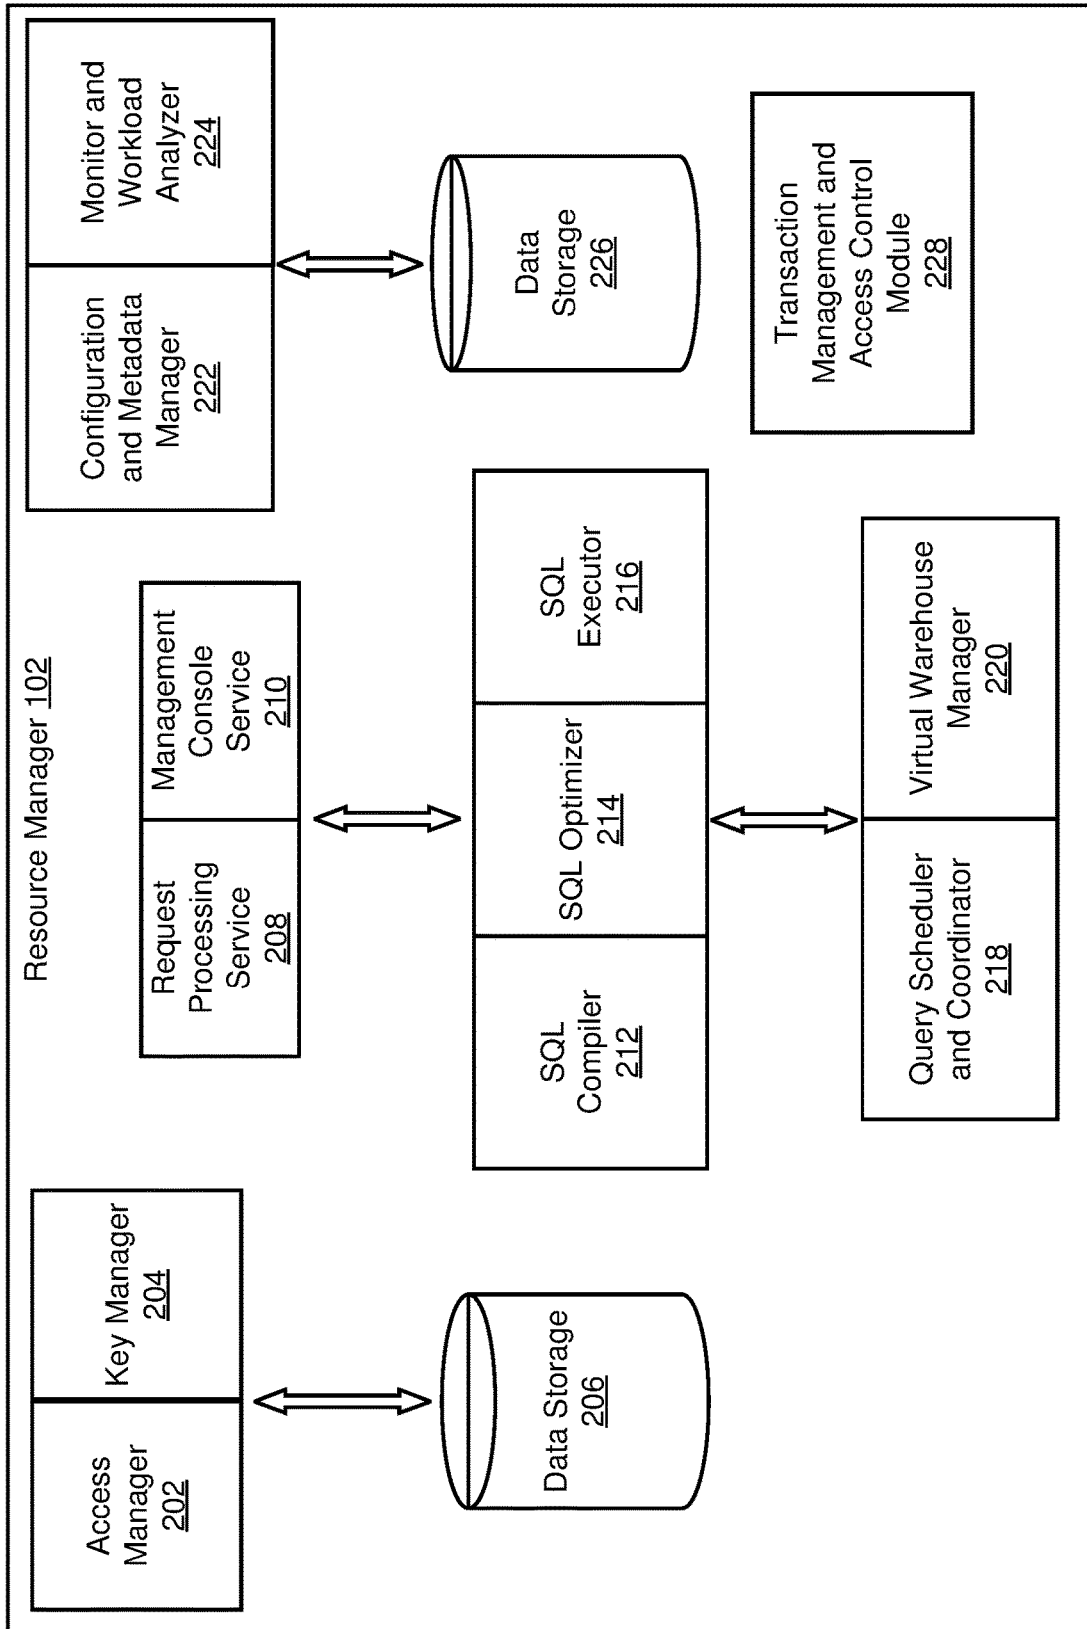 Resource Manager 102
Access
Manager
202
Key Manager
204
Data Storage
206
Request
Processing
Service
208
Management
Console
Service
210
SQL
Compiler
212
SQL Optimizer
214
SQL
Executor
216
Query Scheduler
and Coordinator
218
Virtual Warehouse
Manager
220
Configuration
and Metadata
Manager
222
Monitor and
Workload
Analyzer
224
Data
Storage
226
Transaction
Management and
Access Control
Module
228